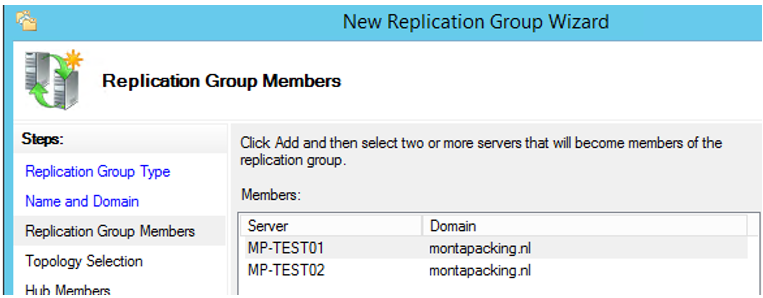 New Replication Group Wizard
Replication Group Members
Steps:
Replication Group Type
Name and Domain
Replication Group Members
Topology Selection
Hub Members
Click Add and then select two or more servers that will become members of the
replication group.
Members:
Server Domain
MP-TEST01 montapacking.nl
MP-TEST02 montapacking.nl